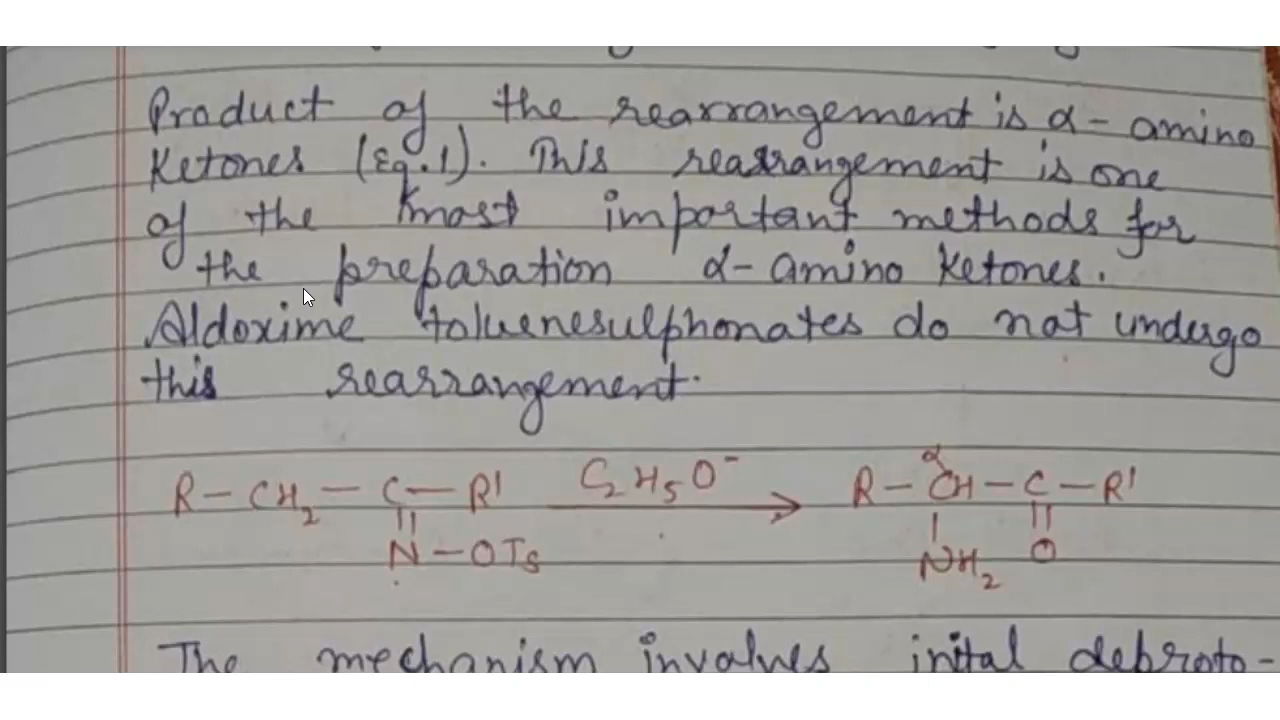 Product of the rearrangement is α- amino
Ketones (Eq.1). This rearrangement is one
of the most important methods for
the preparation α- amino Ketones.
Aldoxime toluenesulphonates do not undergo
this rearrangement.
R - CH2 - C - R' C2H5O⁻ R - CH - C - R'
α
|| | ||
N - OTs NH2 O
The mechanism involves inital debroto-